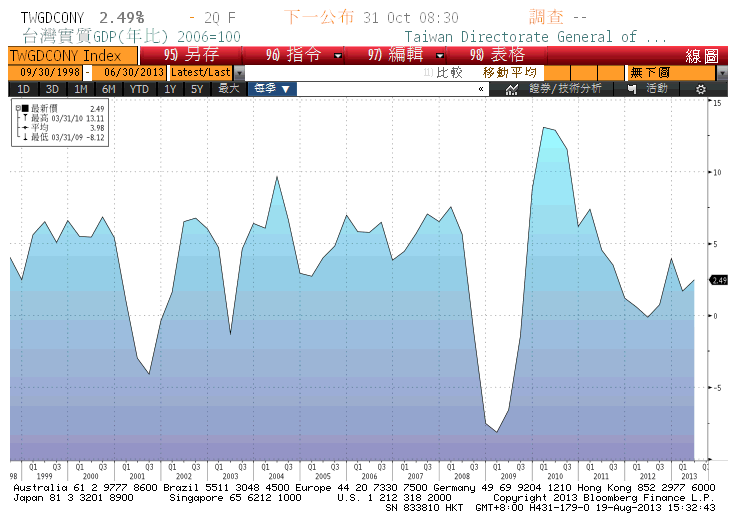 TWGDCONY 2.49% - 2Q F 下一公布 31 Oct 08:30 調查 --
台灣實質GDP(年比) 2006=100 Taiwan Directorate General of ...
TWGDCONY Index 95) 另存 96) 指令 97) 編輯 98) 表格 線圖
09/30/1998 - 06/30/2013 Latest/Last 比較 移動平均 無下圖
1D 3D 1M 6M YTD 1Y 5Y 最大 每季 ▼ « 證券/技術分析 活動
最新價 2.49
最高 03/31/10 13.11
平均 3.98
最低 03/31/09 -8.12
15
10
5
2.49
0
-5
Q1 Q3 Q1 Q3 Q1 Q3 Q1 Q3 Q1 Q3 Q1 Q3 Q1 Q3 Q1 Q3 Q1 Q3 Q1 Q3 Q1 Q3 Q1 Q3 Q1 Q3 Q1 Q3 Q1
98 1999 2000 2001 2002 2003 2004 2005 2006 2007 2008 2009 2010 2011 2012 2013
Australia 61 2 9777 8600 Brazil 5511 3048 4500 Europe 44 20 7330 7500 Germany 49 69 9204 1210 Hong Kong 852 2977 6000
Japan 81 3 3201 8900 Singapore 65 6212 1000 U.S. 1 212 318 2000 Copyright 2013 Bloomberg Finance L.P.
SN 833810 HKT GMT+8:00 H431-179-0 19-Aug-2013 15:32:43